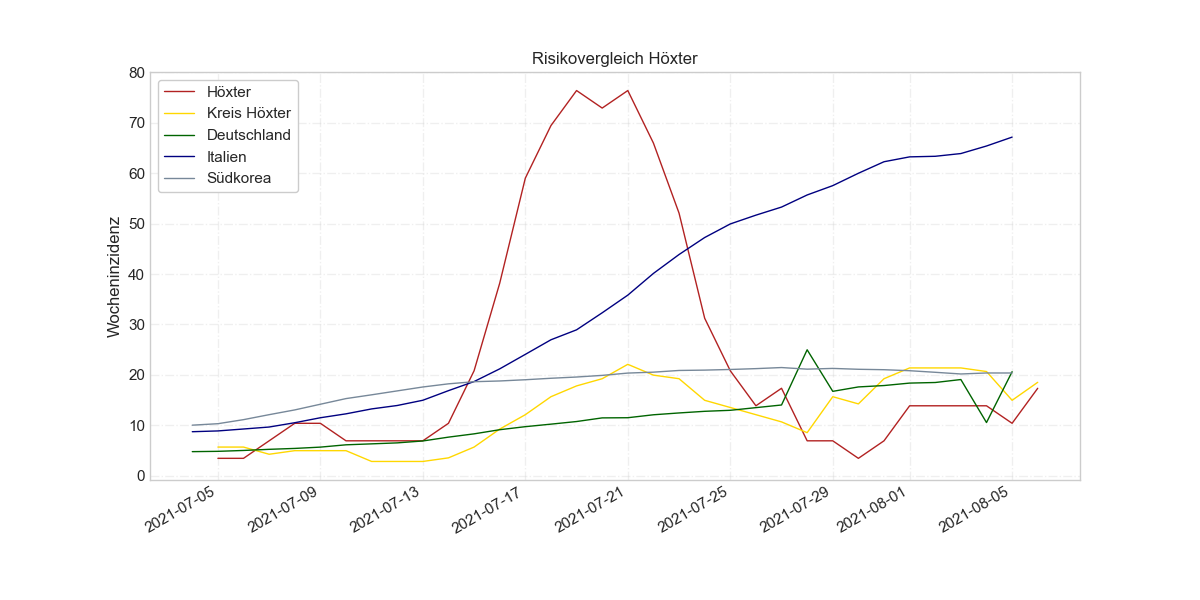 Risikovergleich Höxter
80
70
60
50
40
30
20
10
0
Wocheninzidenz
Höxter
Kreis Höxter
Deutschland
Italien
Südkorea
2021-07-05
2021-07-09
2021-07-13
2021-07-17
2021-07-21
2021-07-25
2021-07-29
2021-08-01
2021-08-05